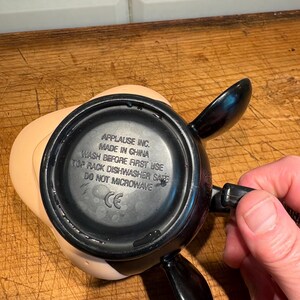 APPLAUSE INC.
MADE IN CHINA
WASH BEFORE FIRST USE
TOP RACK DISHWASHER SAFE
DO NOT MICROWAVE
CE